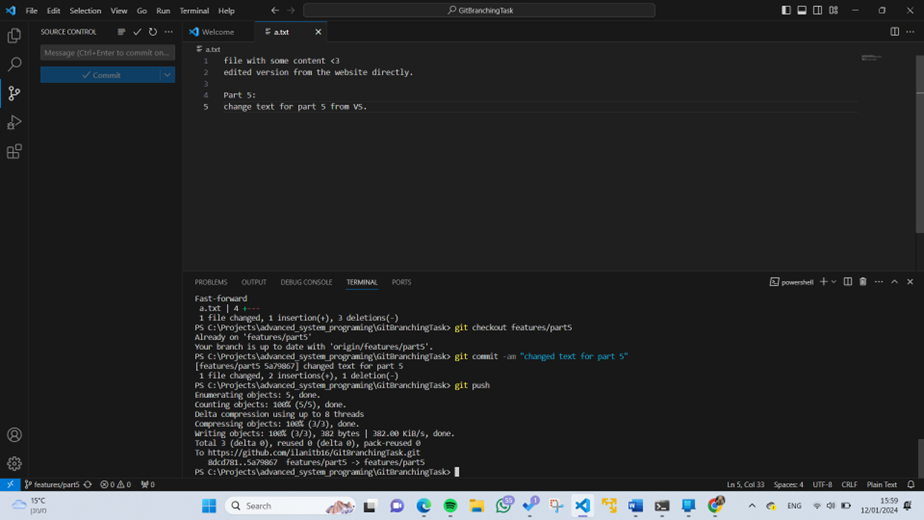 File Edit Selection View Go Run Terminal Help
GitBranchingTask
SOURCE CONTROL
Message (Ctrl+Enter to commit on...
Commit
Welcome
a.txt
a.txt
1 file with some content <3
2 edited version from the website directly.
3
4 Part 5:
5 change text for part 5 from VS.
PROBLEMS OUTPUT DEBUG CONSOLE TERMINAL PORTS
powershell
Fast-forward
a.txt | 4 +---
1 file changed, 1 insertion(+), 3 deletions(-)
PS C:\Projects\advanced_system_programing\GitBranchingTask> git checkout features/part5
Already on 'features/part5'
Your branch is up to date with 'origin/features/part5'.
PS C:\Projects\advanced_system_programing\GitBranchingTask> git commit -am "changed text for part 5"
[features/part5 5a79867] changed text for part 5
1 file changed, 2 insertions(+), 1 deletion(-)
PS C:\Projects\advanced_system_programing\GitBranchingTask> git push
Enumerating objects: 5, done.
Counting objects: 100% (5/5), done.
Delta compression using up to 8 threads
Compressing objects: 100% (3/3), done.
Writing objects: 100% (3/3), 382 bytes | 382.00 KiB/s, done.
Total 3 (delta 0), reused 0 (delta 0), pack-reused 0
To https://github.com/ilanitb16/GitBranchingTask.git
8dcd781..5a79867 features/part5 -> features/part5
PS C:\Projects\advanced_system_programing\GitBranchingTask>
features/part5 0 0 0 Ln 5, Col 33 Spaces: 4 UTF-8 CRLF Plain Text
15°C
מעונן
Search
55
1
ENG
15:59
12/01/2024